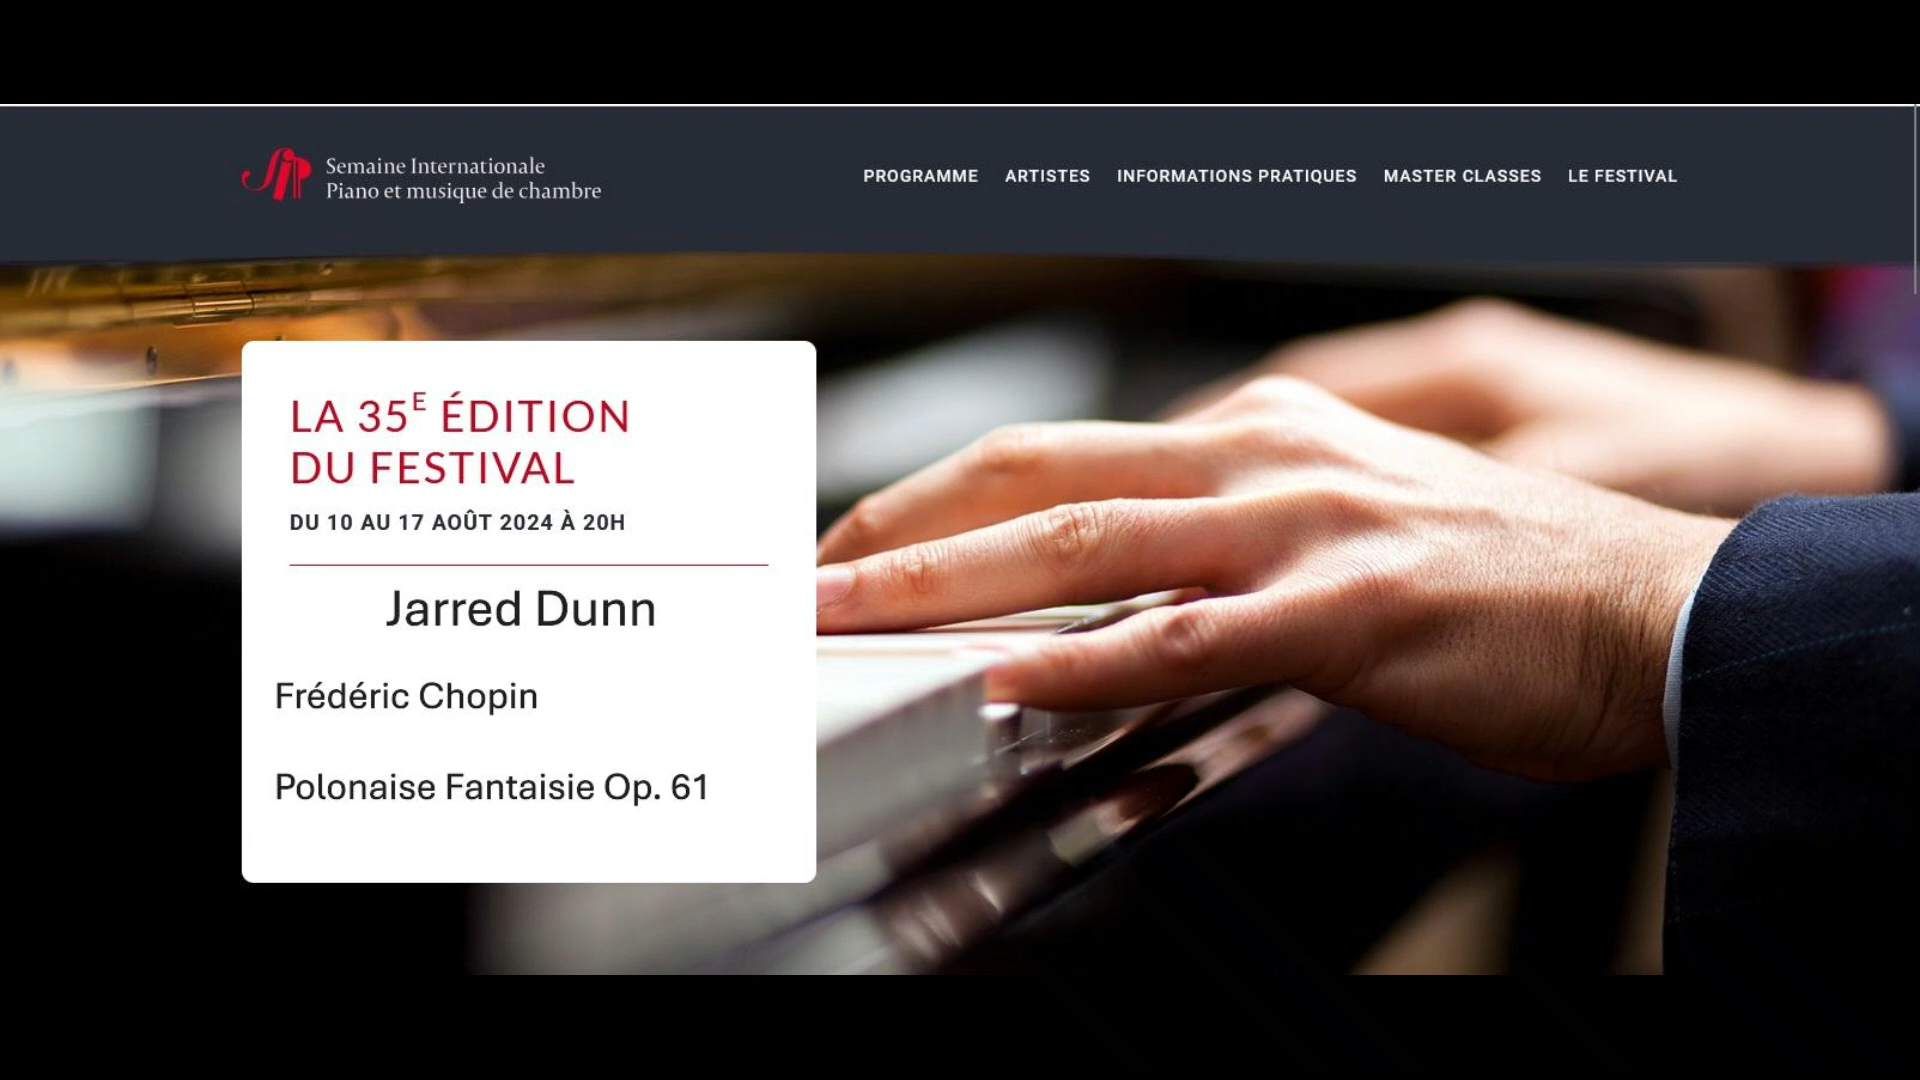 Semaine Internationale
Piano et musique de chambre
PROGRAMME ARTISTES INFORMATIONS PRATIQUES MASTER CLASSES LE FESTIVAL
LA 35E ÉDITION
DU FESTIVAL
DU 10 AU 17 AOÛT 2024 À 20H
Jarred Dunn
Frédéric Chopin
Polonaise Fantaisie Op. 61